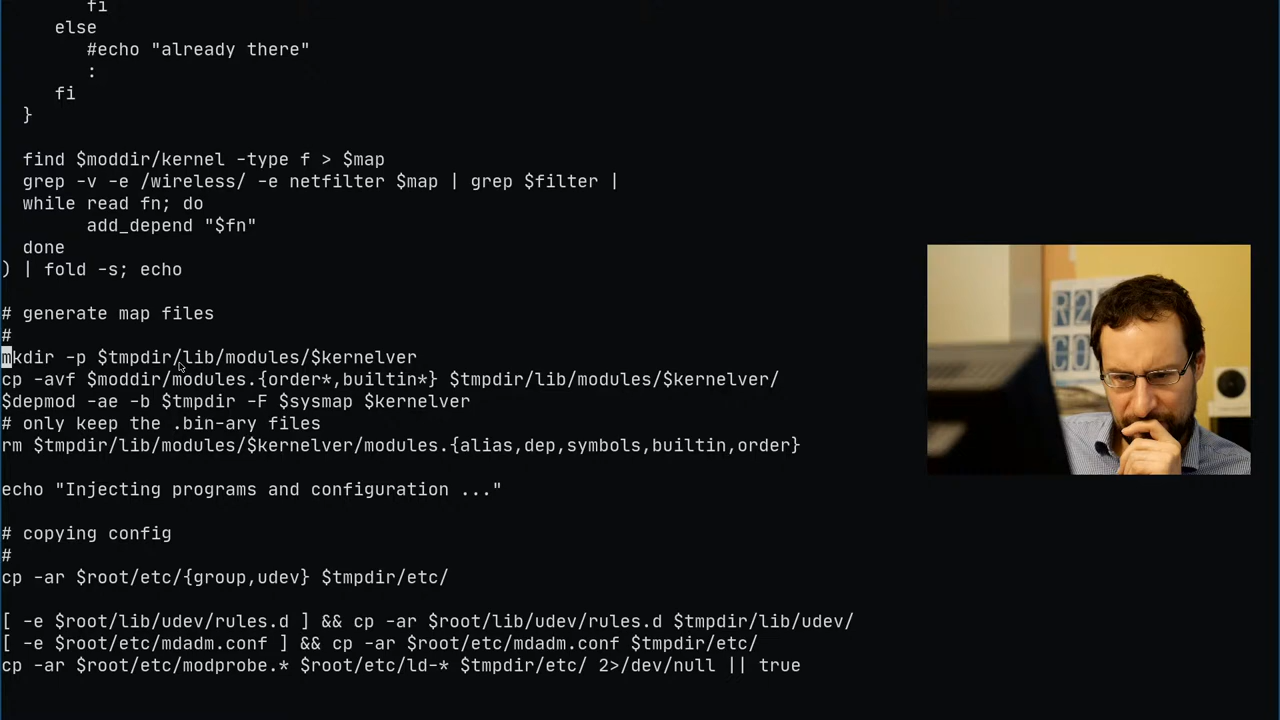 fi
else
#echo "already there"
:
fi
}
find $moddir/kernel -type f > $map
grep -v -e /wireless/ -e netfilter $map | grep $filter |
while read fn; do
add_depend "$fn"
done
) | fold -s; echo
# generate map files
#
mkdir -p $tmpdir/lib/modules/$kernelver
cp -avf $moddir/modules.{order*,builtin*} $tmpdir/lib/modules/$kernelver/
$depmod -ae -b $tmpdir -F $sysmap $kernelver
# only keep the .bin-ary files
rm $tmpdir/lib/modules/$kernelver/modules.{alias,dep,symbols,builtin,order}
echo "Injecting programs and configuration ..."
# copying config
#
cp -ar $root/etc/{group,udev} $tmpdir/etc/
[ -e $root/lib/udev/rules.d ] && cp -ar $root/lib/udev/rules.d $tmpdir/lib/udev/
[ -e $root/etc/mdadm.conf ] && cp -ar $root/etc/mdadm.conf $tmpdir/etc/
cp -ar $root/etc/modprobe.* $root/etc/ld-* $tmpdir/etc/ 2>/dev/null || true